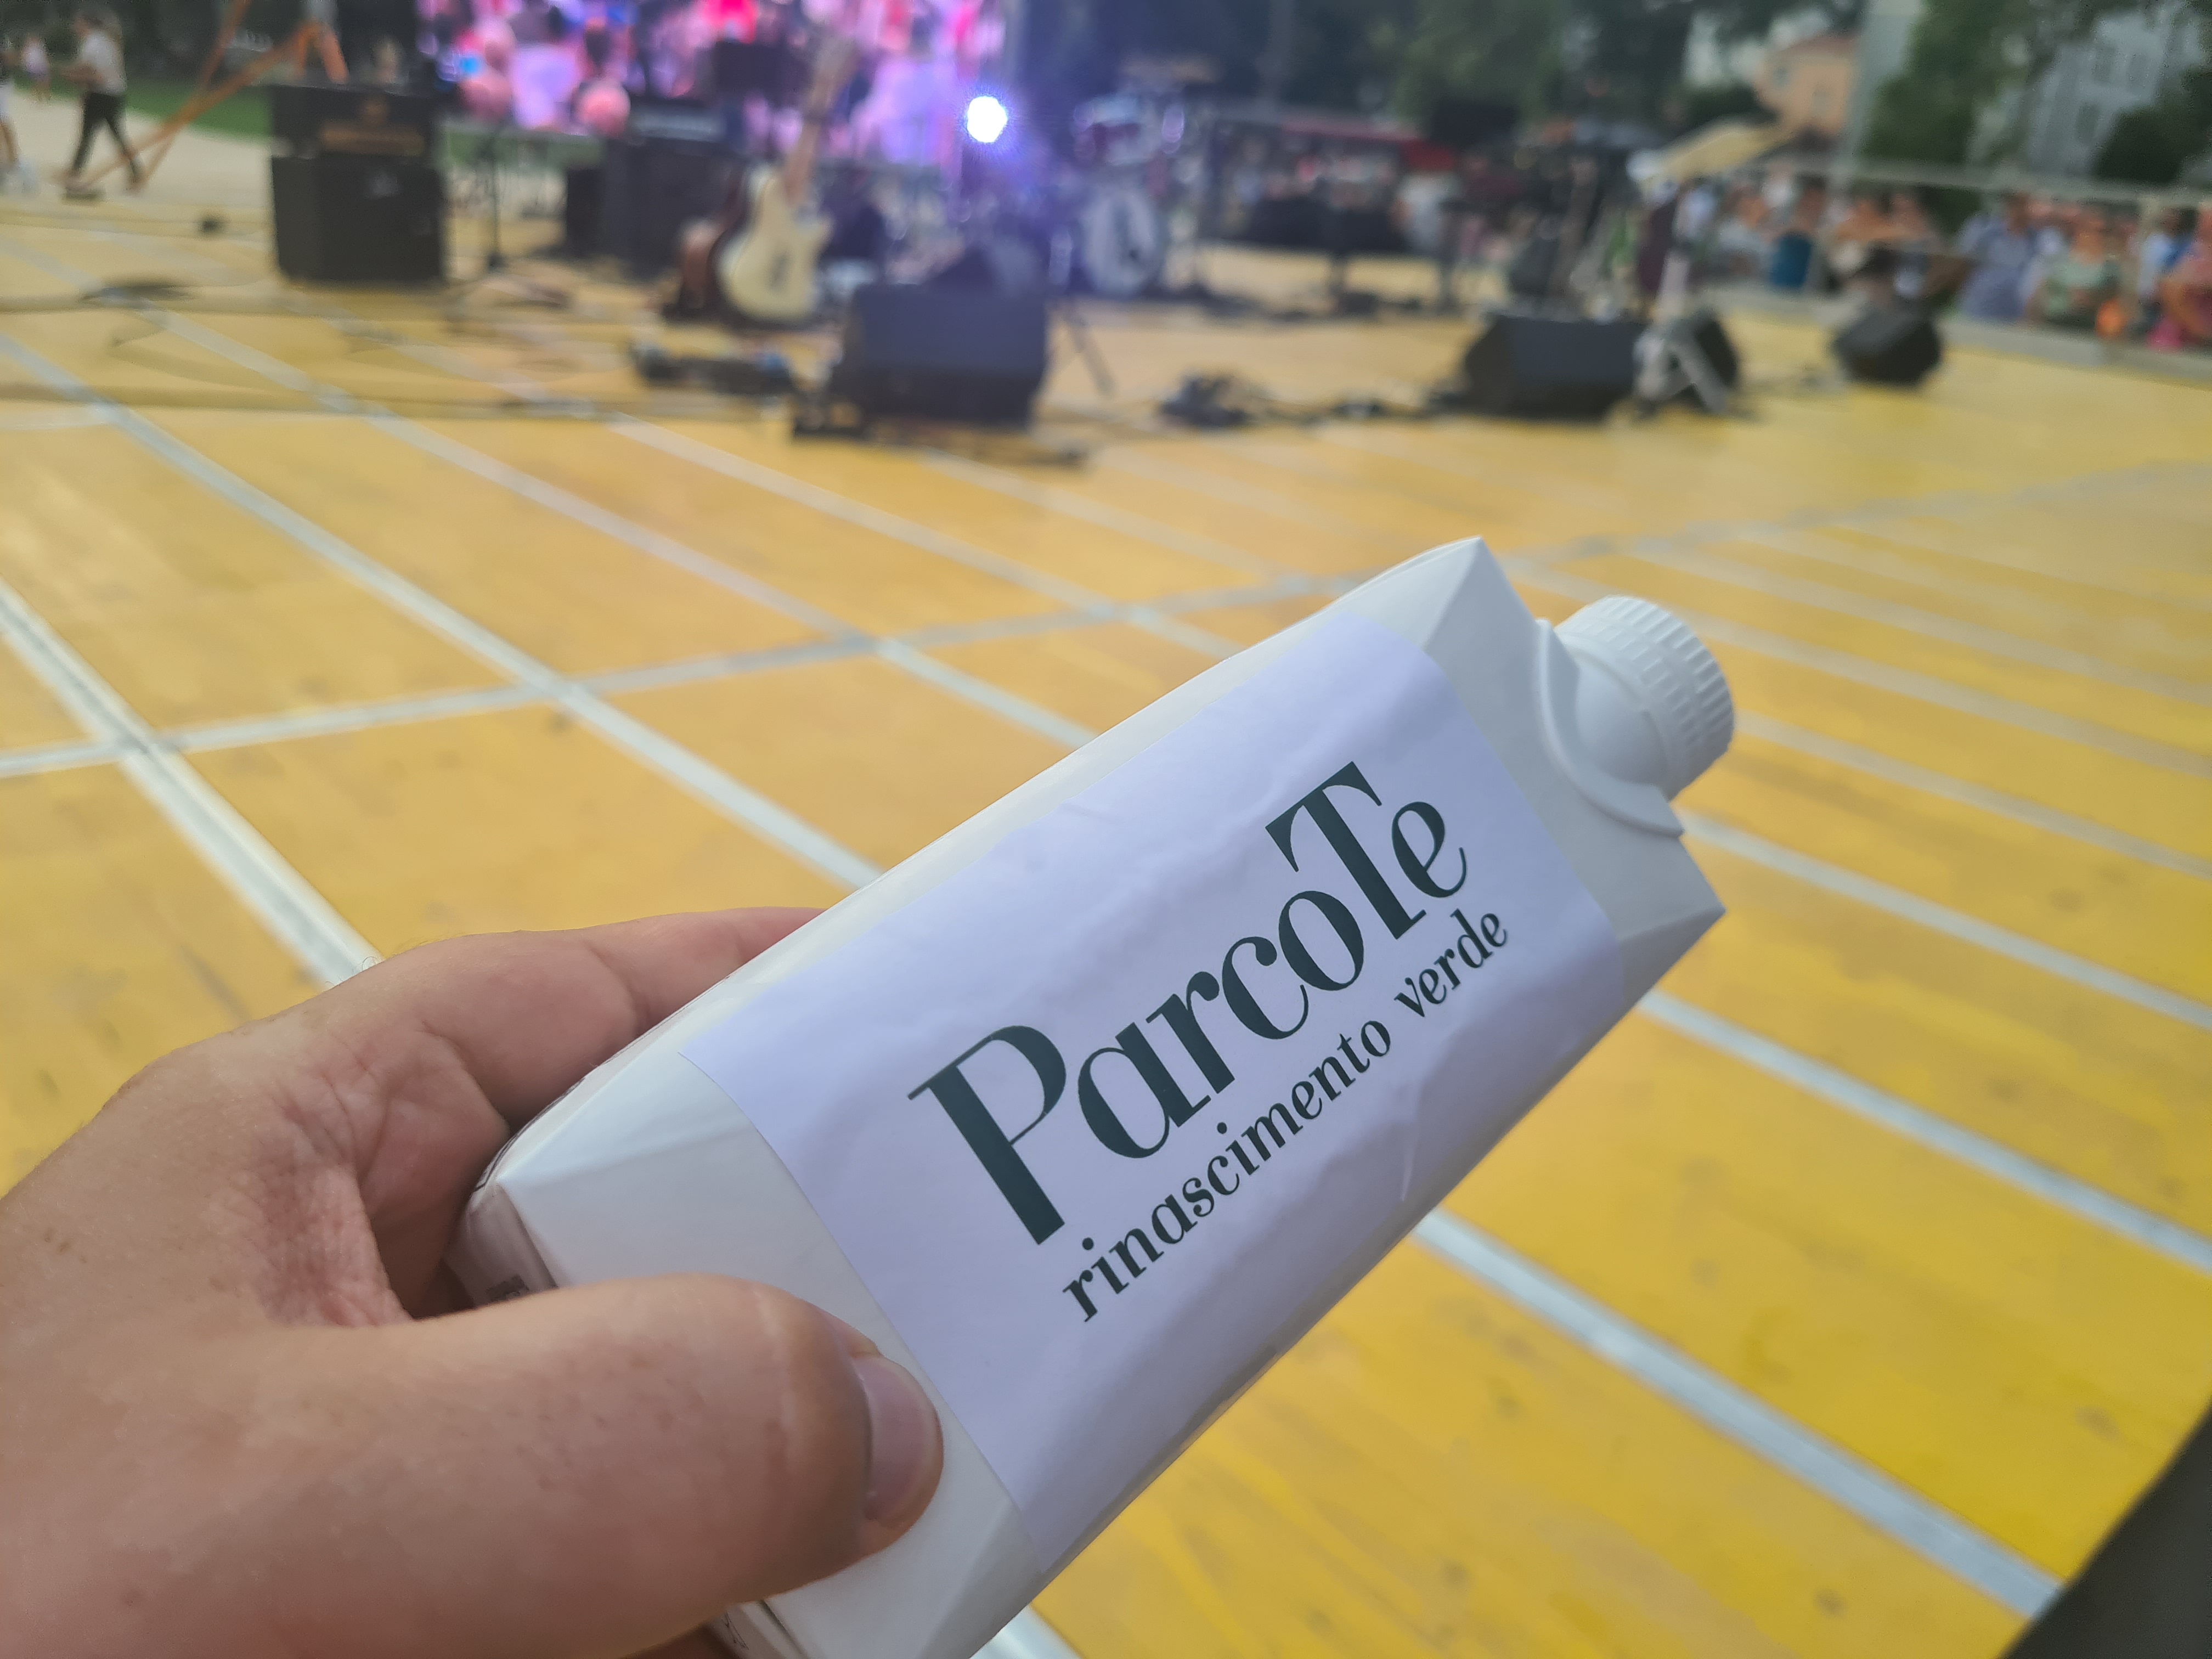 ParcoTe
rinascimento verde